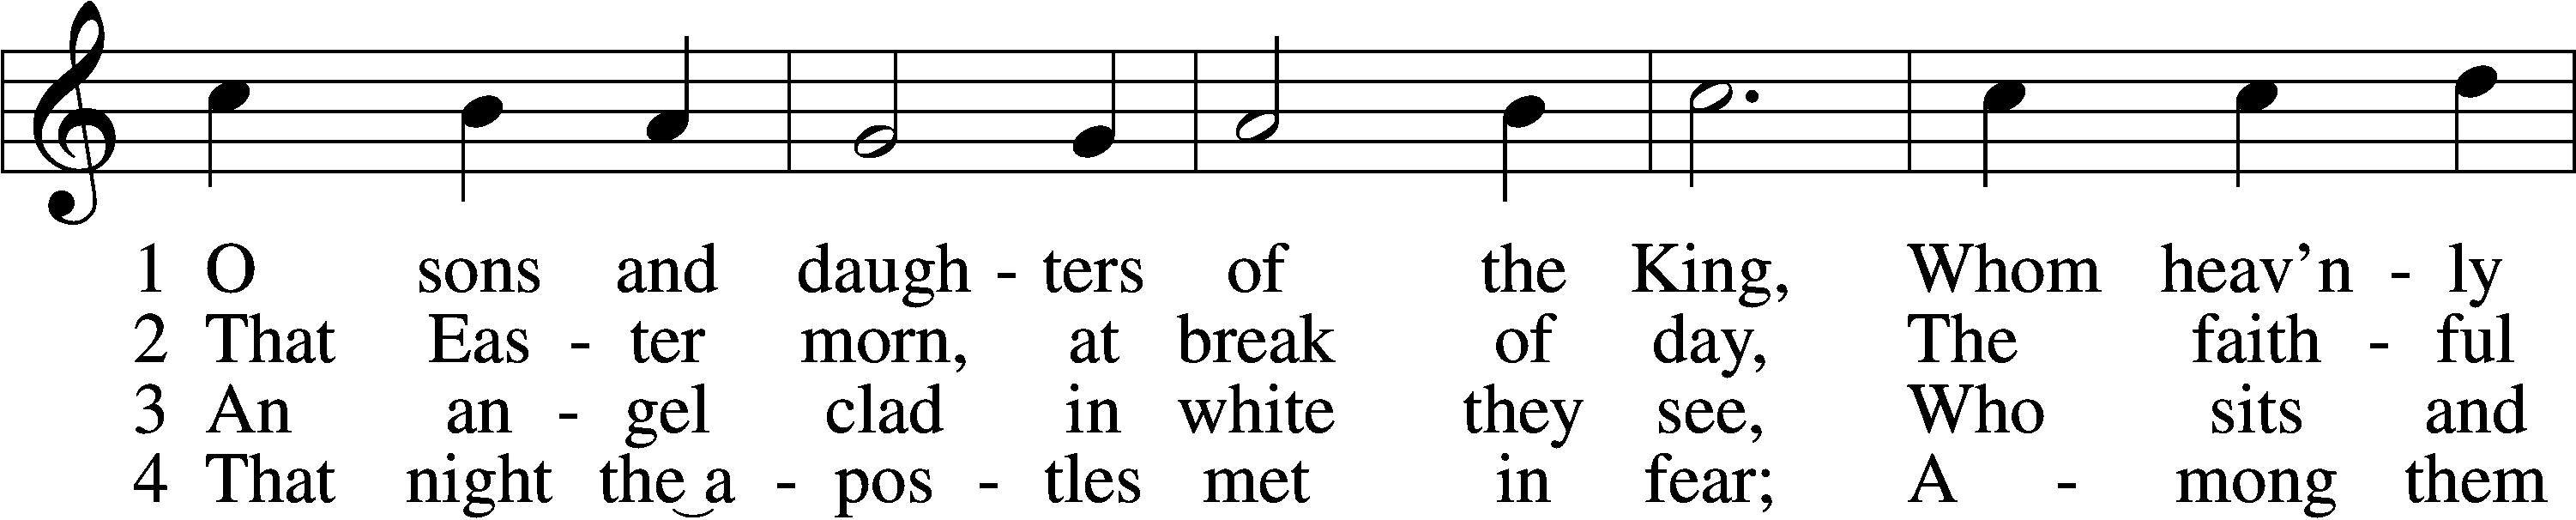 1 O sons and daugh - ters of the King, Whom heav'n - ly
2 That Eas - ter morn, at break of day, The faith - ful
3 An an - gel clad in white they see, Who sits and
4 That night the‿a - pos - tles met in fear; A - mong them